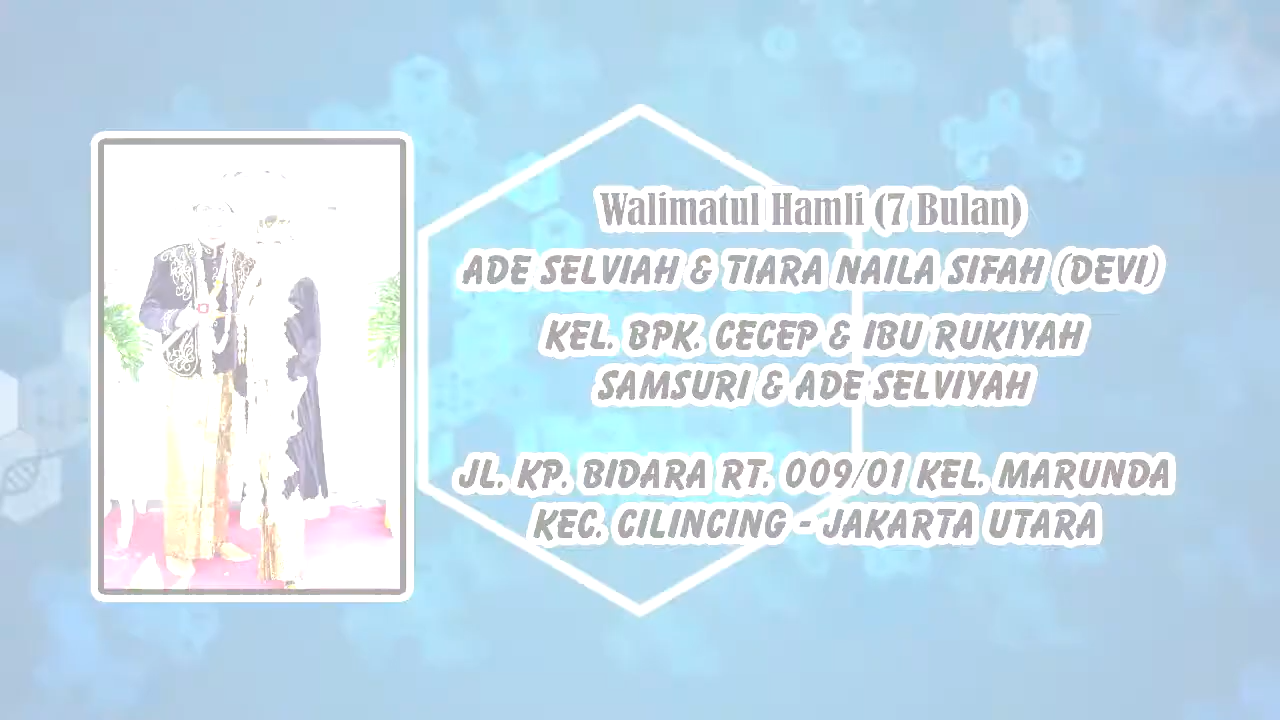 Walimatul Hamli (7 Bulan)
ADE SELVIAH & TIARA NAILA SIFAH (DEVI)
KEL. BPK. CECEP & IBU RUKIYAH
SAMSURI & ADE SELVIYAH
JL. KP. BIDARA RT. 009/01 KEL. MARUNDA
KEC. CILINCING - JAKARTA UTARA